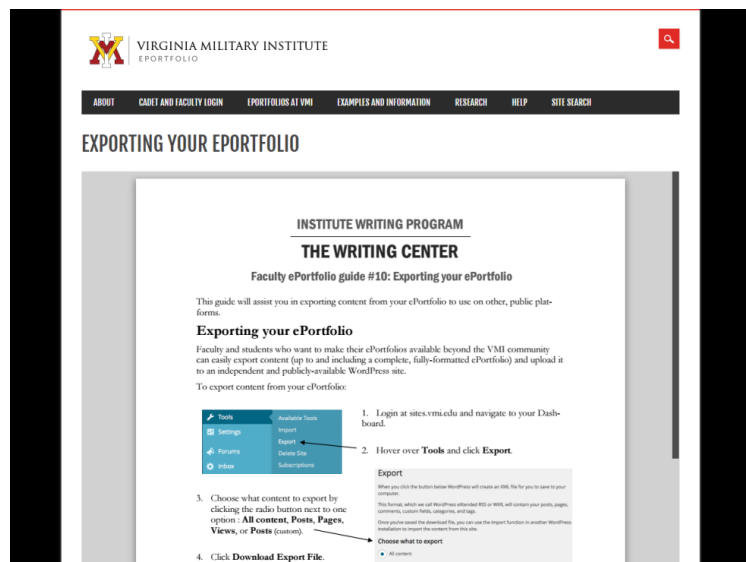 VIRGINIA MILITARY INSTITUTE
EPORTFOLIO
ABOUT CADET AND FACULTY LOGIN EPORTFOLIOS AT VMI EXAMPLES AND INFORMATION RESEARCH HELP SITE SEARCH
EXPORTING YOUR EPORTFOLIO
INSTITUTE WRITING PROGRAM
THE WRITING CENTER
Faculty ePortfolio guide #10: Exporting your ePortfolio
This guide will assist you in exporting content from your ePortfolio to use on other, public plat-
forms.
Exporting your ePortfolio
Faculty and students who want to make their ePortfolios available beyond the VMI community
can easily export content (up to and including a complete, fully-formatted ePortfolio) and upload it
to an independent and publicly-available WordPress site.
To export content from your ePortfolio:
Tools
Settings
Forums
Inbox
Available Tools
Import
Export
Delete Site
Subscriptions
1. Login at sites.vmi.edu and navigate to your Dash-
board.
2. Hover over Tools and click Export.
3. Choose what content to export by
clicking the radio button next to one
option : All content, Posts, Pages,
Views, or Posts (custom).
4. Click Download Export File.
Export
When you click the button below WordPress will create an XML file for you to save to your
computer.
This format, which we call WordPress eXtended RSS or WXR, will contain your posts, pages,
comments, custom fields, categories, and tags.
Once you've saved the download file, you can use the Import function in another WordPress
installation to import the content from this site.
Choose what to export
All content